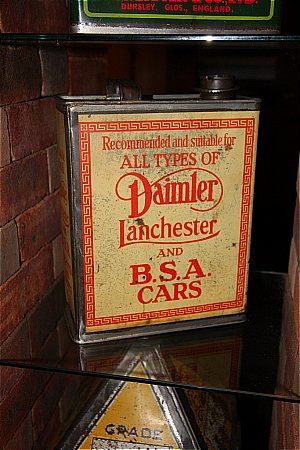 DURSLEY, GLOS, ENGLAND.
Recommended and suitable for
ALL TYPES OF
Daimler
Lanchester
AND
B.S.A.
CARS
GRADE